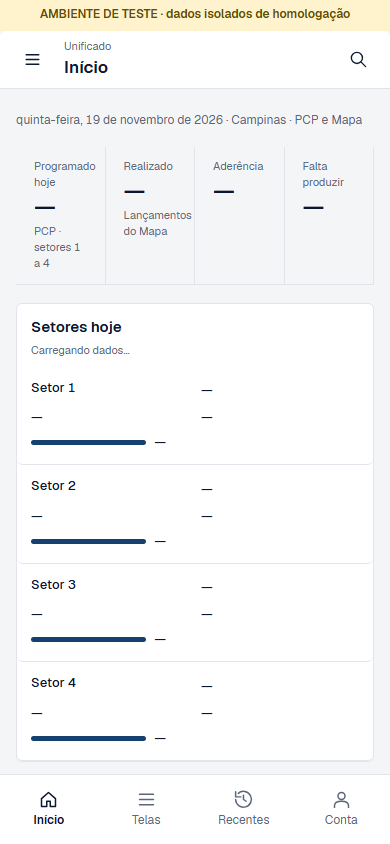 AMBIENTE DE TESTE · dados isolados de homologação
Unificado
Início
quinta-feira, 19 de novembro de 2026 · Campinas · PCP e Mapa
Programado hoje
—
PCP · setores 1 a 4
Realizado
—
Lançamentos do Mapa
Aderência
—
Falta produzir
—
Setores hoje
Carregando dados…
Setor 1 —
— —
—
Setor 2 —
— —
—
Setor 3 —
— —
—
Setor 4 —
— —
—
Início Telas Recentes Conta